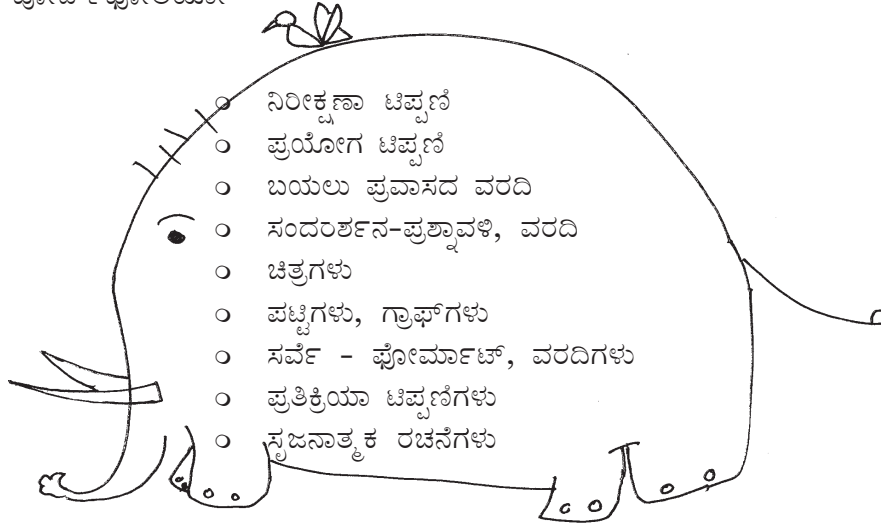 ನಿರೀಕ್ಷಣಾ ಟಿಪ್ಪಣಿ
ಪ್ರಯೋಗ ಟಿಪ್ಪಣಿ
ಬಯಲು ಪ್ರವಾಸದ ವರದಿ
ಸಂದರರ್ಶನ-ಪ್ರಶ್ನಾವಳಿ, ವರದಿ
ಚಿತ್ರಗಳು
ಪಟ್ಟಿಗಳು, ಗ್ರಾಫ್‌ಗಳು
ಸರ್ವೆ - ಫೋರ್ಮಾಟ್, ವರದಿಗಳು
ಪ್ರತಿಕ್ರಿಯಾ ಟಿಪ್ಪಣಿಗಳು
ಸೃಜನಾತ್ಮಕ ರಚನೆಗಳು